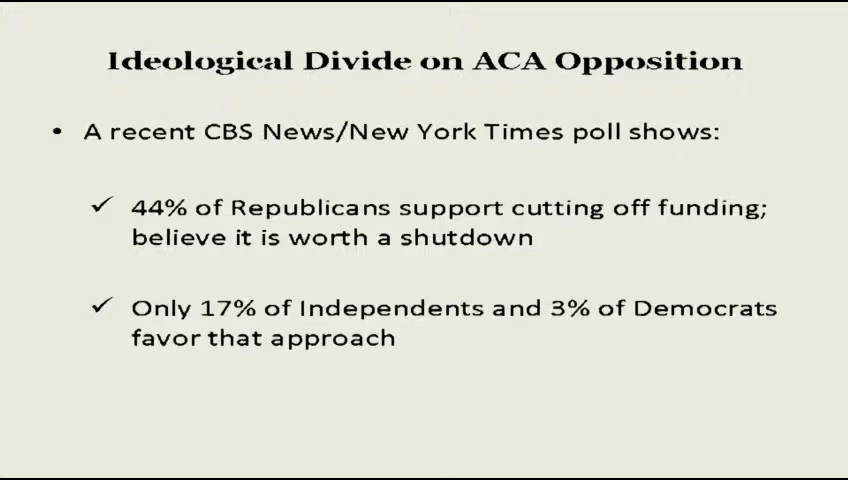 Ideological Divide on ACA Opposition
• A recent CBS News/New York Times poll shows:
✓ 44% of Republicans support cutting off funding;
believe it is worth a shutdown
✓ Only 17% of Independents and 3% of Democrats
favor that approach